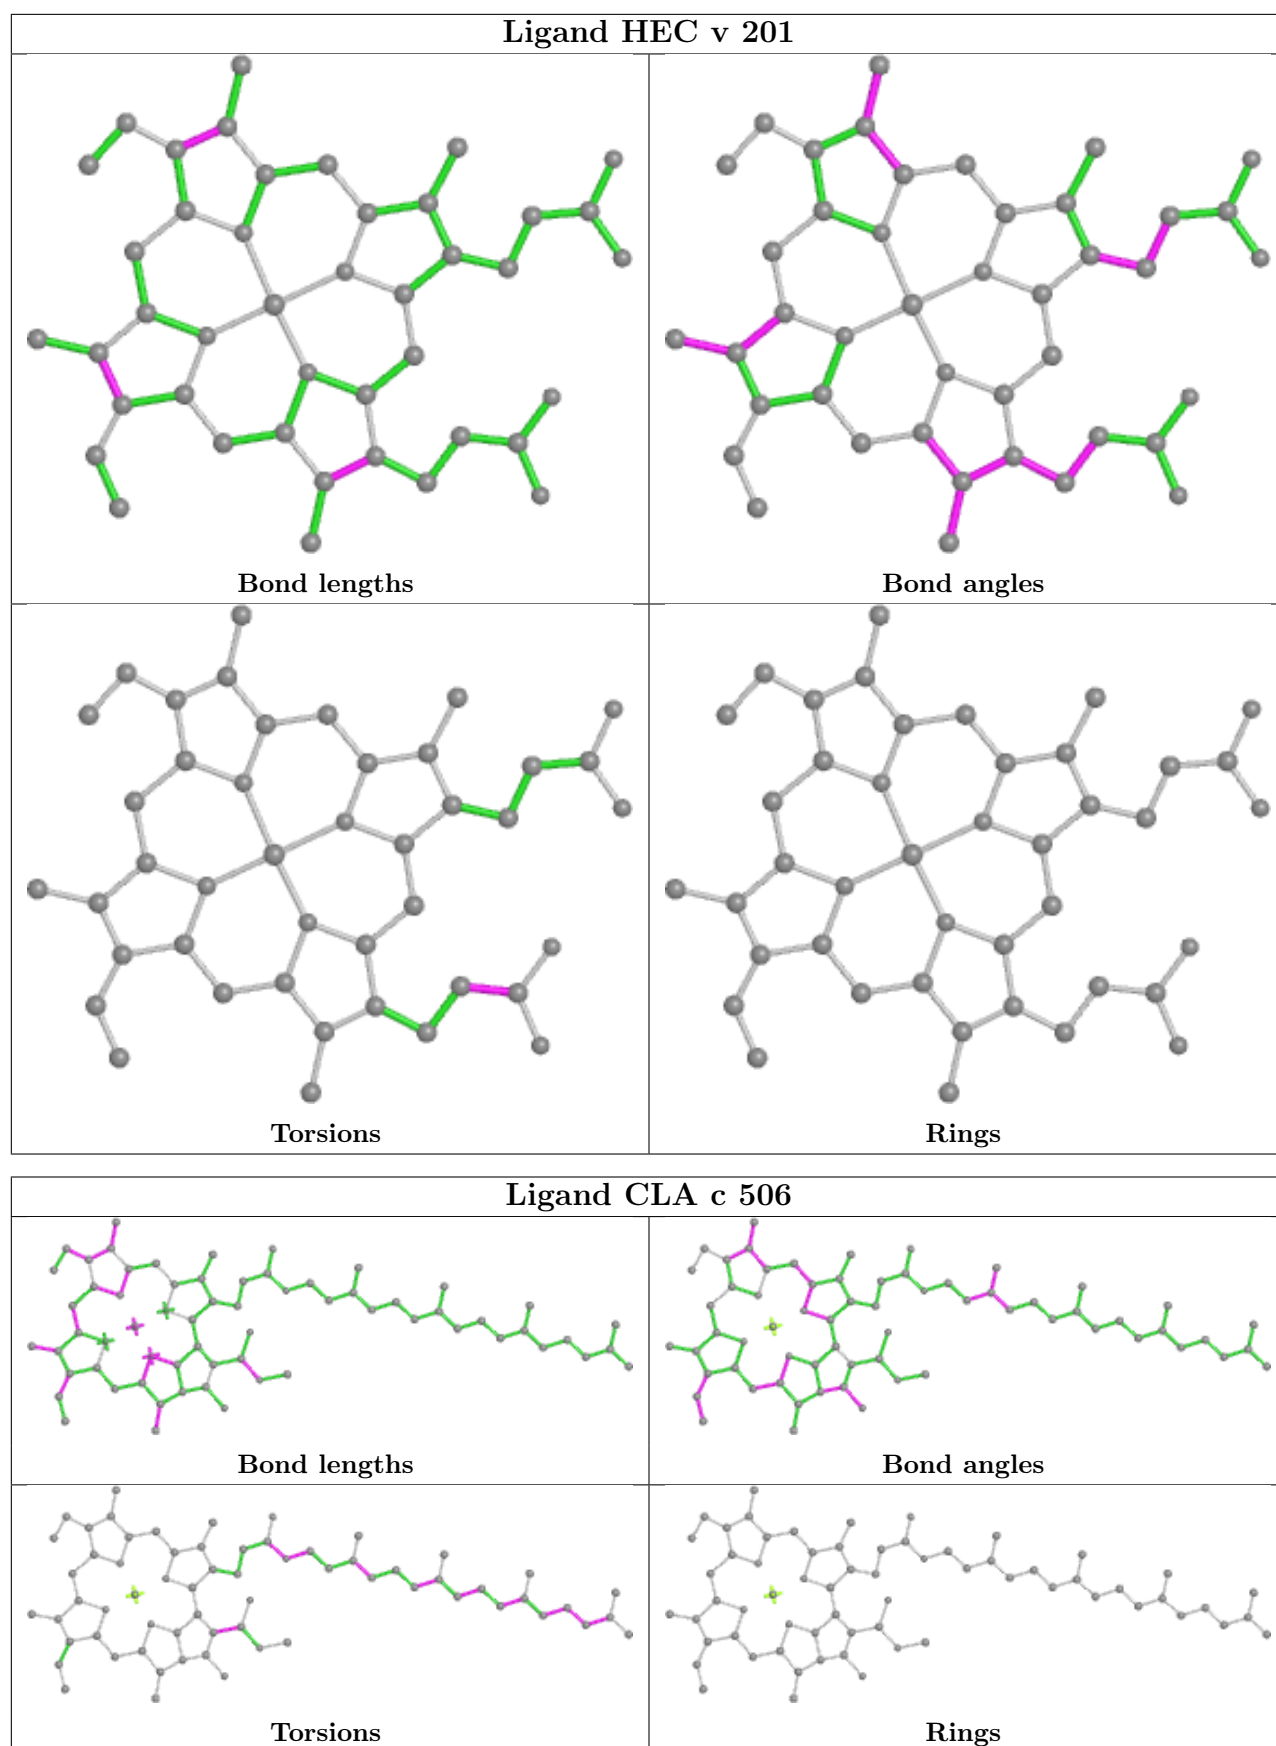 Ligand HEC v 201
Bond lengths
Bond angles
Torsions
Rings
Ligand CLA c 506
Bond lengths
Bond angles
Torsions
Rings